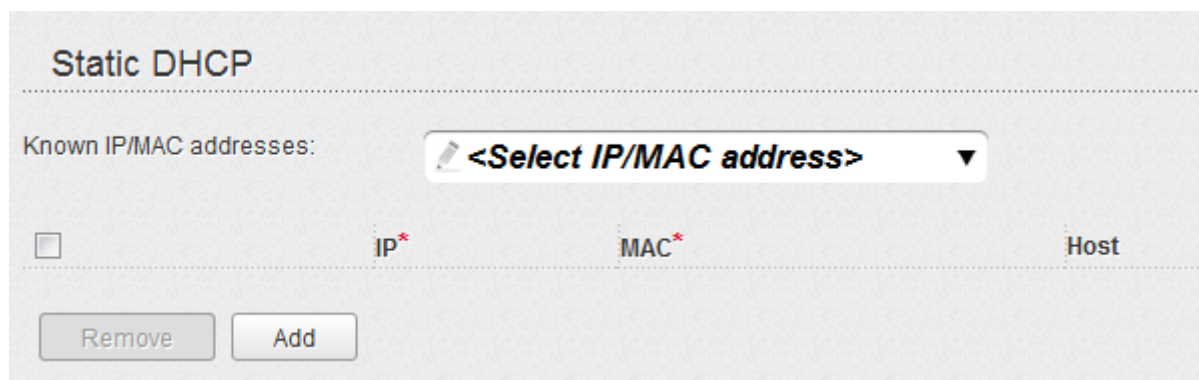 Static DHCP
Known IP/MAC addresses: <Select IP/MAC address> ▼
IP* MAC* Host
Remove Add